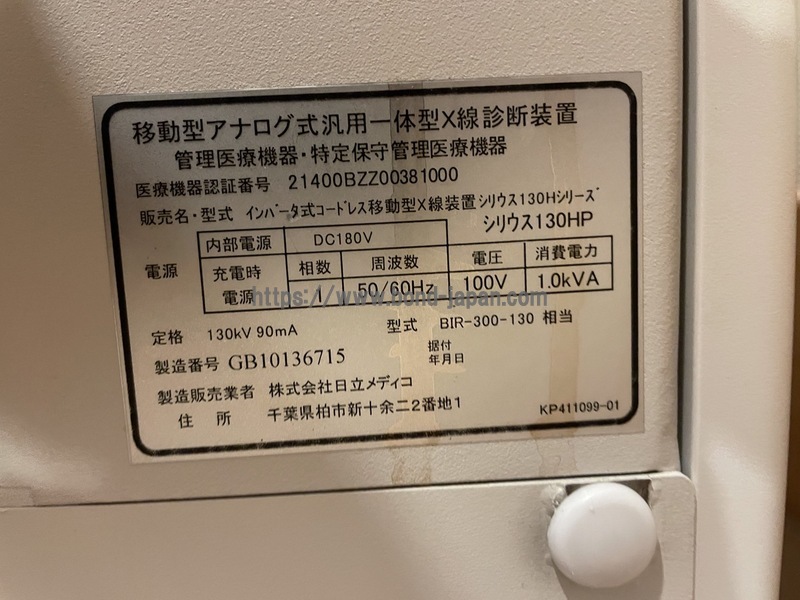 移動型アナログ式汎用一体型X線診断装置
管理医療機器・特定保守管理医療機器
医療機器認証番号 21400BZZ00381000
販売名・型式 インバータ式コードレス移動型X線装置シリウス130Hシリーズ
シリウス130HP
電源 内部電源 DC180V
充電時電源 相数 周波数 電圧 消費電力
1 50/60Hz 100V 1.0kVA
https://www.bond-japan.com
定格 130kV 90mA 型式 BIR-300-130 相当
製造番号 GB10136715 据付年月日
製造販売業者 株式会社日立メディコ
住所 千葉県柏市新十余二2番地1 KP411099-01